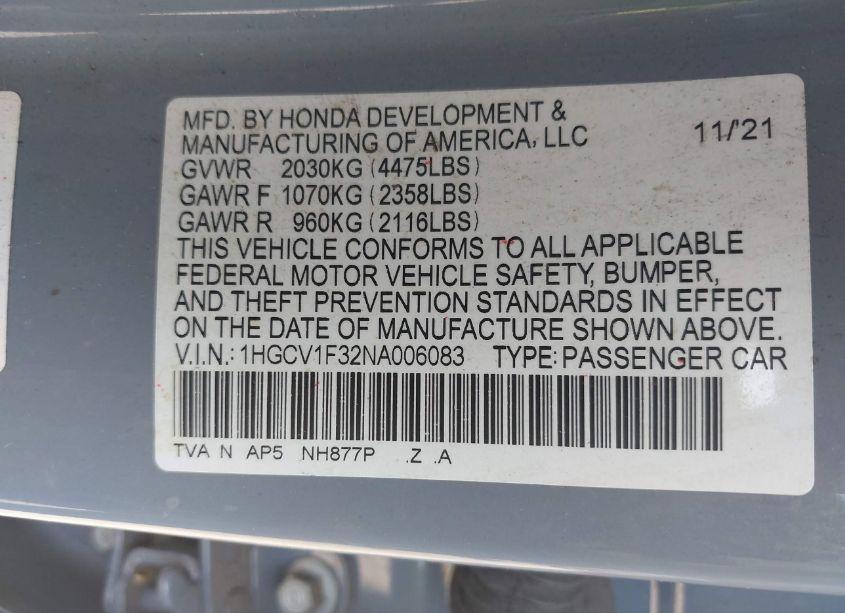 MFD. BY HONDA DEVELOPMENT &
MANUFACTURING OF AMERICA, LLC 11/'21
GVWR 2030KG (4475LBS)
GAWR F 1070KG (2358LBS)
GAWR R 960KG (2116LBS)
THIS VEHICLE CONFORMS TO ALL APPLICABLE
FEDERAL MOTOR VEHICLE SAFETY, BUMPER,
AND THEFT PREVENTION STANDARDS IN EFFECT
ON THE DATE OF MANUFACTURE SHOWN ABOVE.
V.I.N.: 1HGCV1F32NA006083 TYPE: PASSENGER CAR
TVA N AP5 NH877P .Z .A